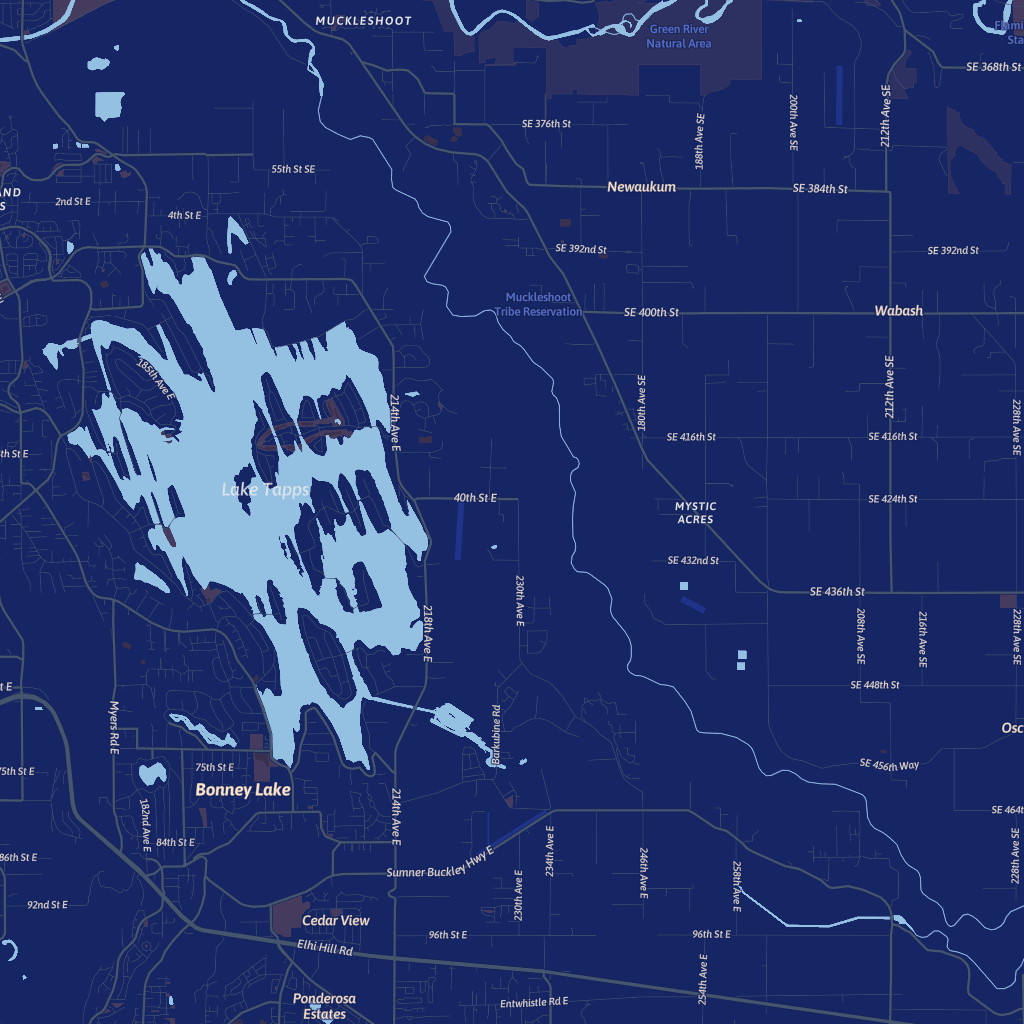 MUCKLESHOOT
Green River
Natural Area
SE 368th St
200th Ave SE
212th Ave SE
188th Ave SE
SE 376th St
55th St SE
Newaukum
SE 384th St
2nd St E
4th St E
SE 392nd St
SE 392nd St
Muckleshoot
Tribe Reservation
SE 400th St
Wabash
185th Ave E
180th Ave SE
212th Ave SE
214th Ave E
228th Ave SE
SE 416th St
SE 416th St
Lake Tapps
40th St E
SE 424th St
MYSTIC
ACRES
SE 432nd St
SE 436th St
230th Ave E
218th Ave E
208th Ave SE
219th Ave SE
228th Ave SE
SE 448th St
Myers Rd E
Barkubine Rd
75th St E
75th St E
SE 456th Way
Bonney Lake
182nd Ave E
214th Ave E
SE 464t
84th St E
86th St E
Sumner Buckley Hwy E
234th Ave E
246th Ave E
258th Ave E
228th Ave SE
230th Ave E
92nd St E
Cedar View
96th St E
96th St E
Elhi Hill Rd
254th Ave E
Ponderosa
Estates
Entwhistle Rd E